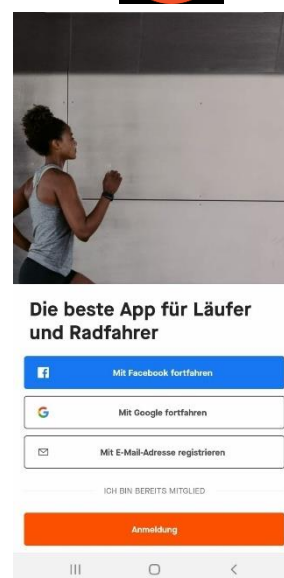 Die beste App für Läufer
und Radfahrer
Mit Facebook fortfahren
Mit Google fortfahren
Mit E-Mail-Adresse registrieren
ICH BIN BEREITS MITGLIED
Anmeldung